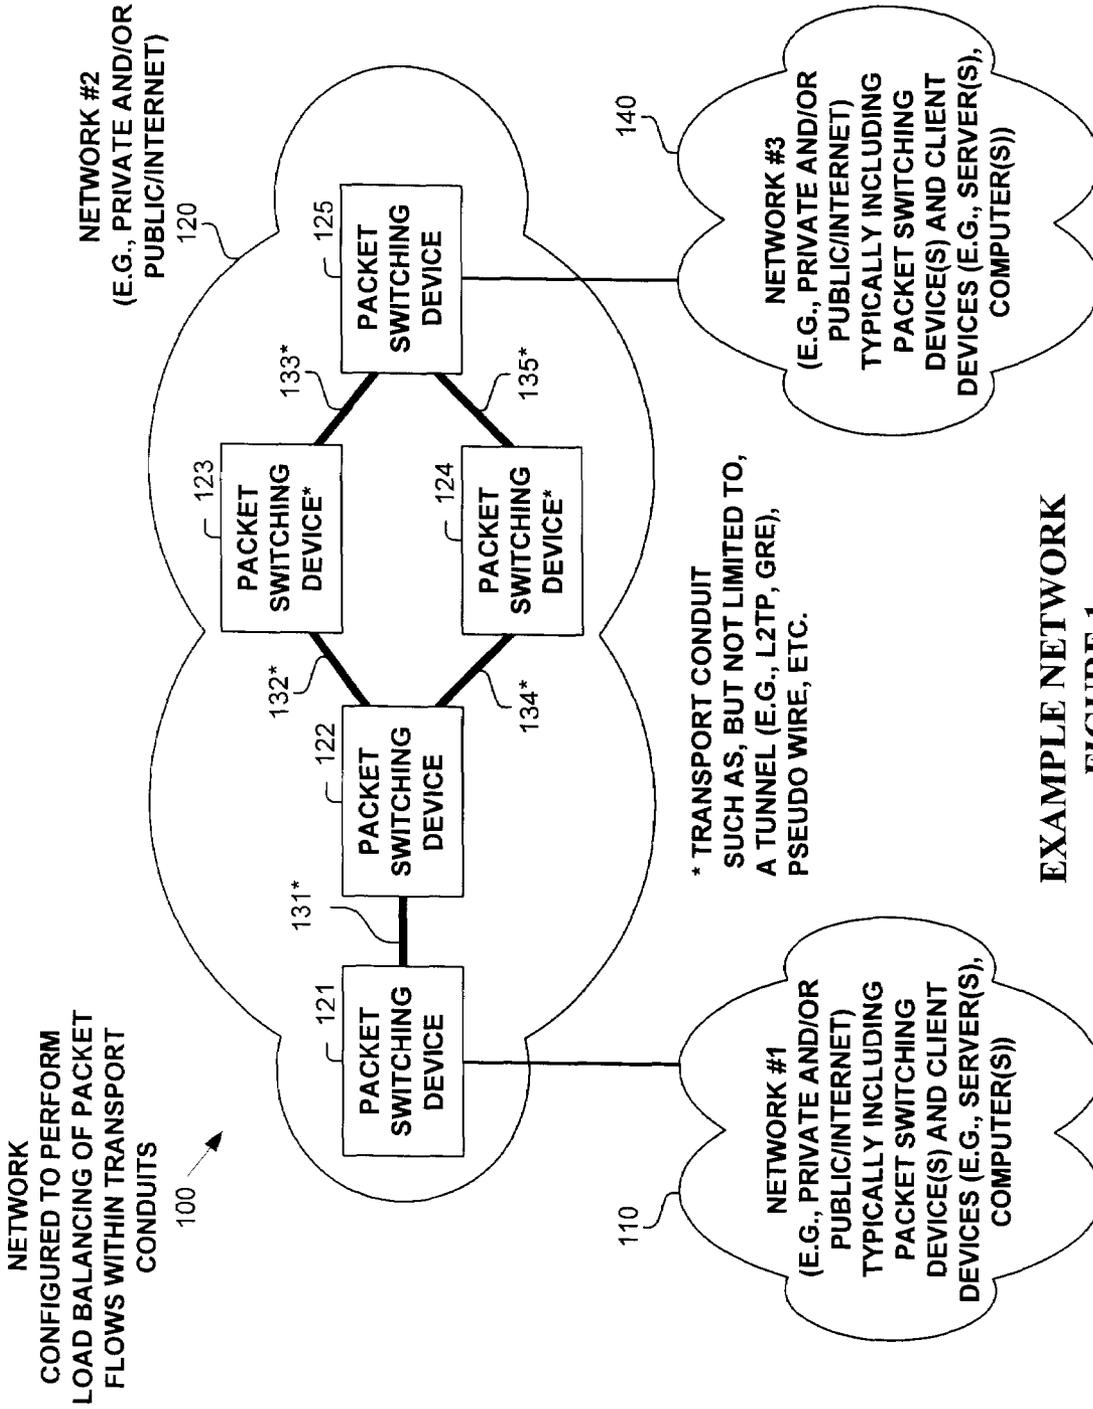 NETWORK
CONFIGURED TO PERFORM
LOAD BALANCING OF PACKET
FLOWS WITHIN TRANSPORT
CONDUITS
100
NETWORK #2
(E.G., PRIVATE AND/OR
PUBLIC/INTERNET)
120
121
PACKET
SWITCHING
DEVICE
131*
122
PACKET
SWITCHING
DEVICE
132*
134*
123
PACKET
SWITCHING
DEVICE*
124
PACKET
SWITCHING
DEVICE*
133*
135*
125
PACKET
SWITCHING
DEVICE
110
NETWORK #1
(E.G., PRIVATE AND/OR
PUBLIC/INTERNET)
TYPICALLY INCLUDING
PACKET SWITCHING
DEVICE(S) AND CLIENT
DEVICES (E.G., SERVER(S),
COMPUTER(S))
* TRANSPORT CONDUIT
SUCH AS, BUT NOT LIMITED TO,
A TUNNEL (E.G., L2TP, GRE),
PSEUDO WIRE, ETC.
140
NETWORK #3
(E.G., PRIVATE AND/OR
PUBLIC/INTERNET)
TYPICALLY INCLUDING
PACKET SWITCHING
DEVICE(S) AND CLIENT
DEVICES (E.G., SERVER(S),
COMPUTER(S))
EXAMPLE NETWORK
FIGURE 1